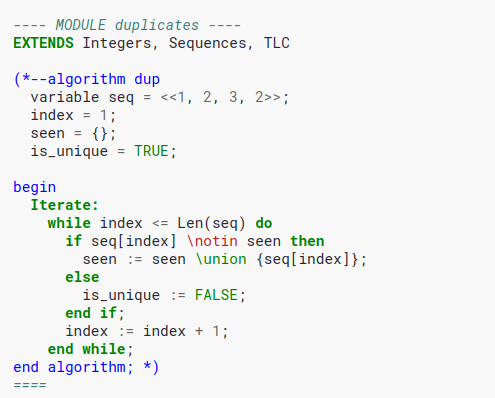 ---- MODULE duplicates ----
EXTENDS Integers, Sequences, TLC

(*--algorithm dup
  variable seq = <<1, 2, 3, 2>>;
  index = 1;
  seen = {};
  is_unique = TRUE;

begin
  Iterate:
    while index <= Len(seq) do
      if seq[index] \notin seen then
        seen := seen \union {seq[index]};
      else
        is_unique := FALSE;
      end if;
      index := index + 1;
    end while;
end algorithm; *)
====